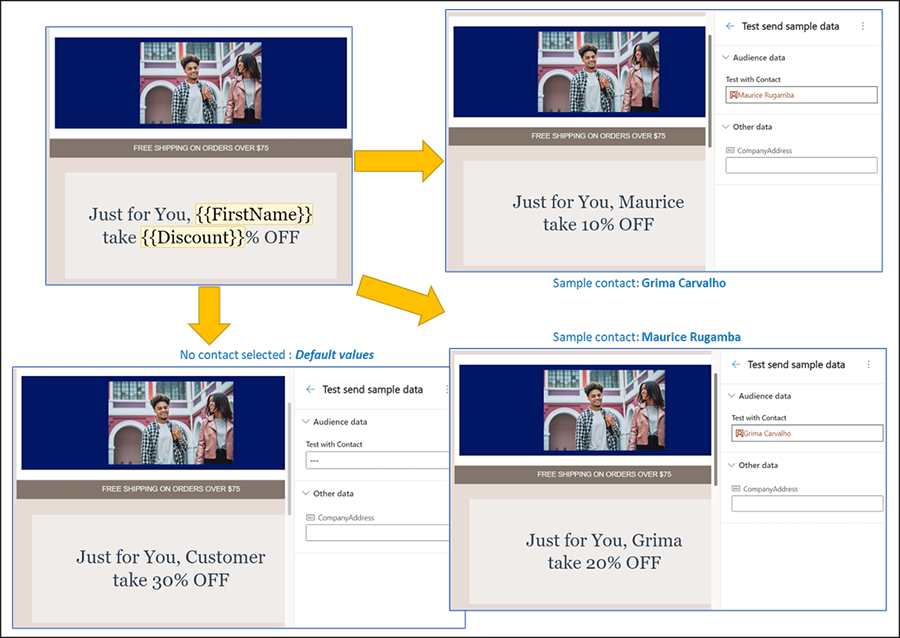 FREE SHIPPING ON ORDERS OVER $75
Just for You, {{FirstName}}
take {{Discount}}% OFF
Test send sample data
Audience data
Test with Contact
Maurice Rugamba
Other data
CompanyAddress
FREE SHIPPING ON ORDERS OVER $75
Just for You, Maurice
take 10% OFF
Sample contact: Grima Carvalho
No contact selected : Default values
Test send sample data
Audience data
Test with Contact
---
Other data
CompanyAddress
FREE SHIPPING ON ORDERS OVER $75
Just for You, Customer
take 30% OFF
Sample contact: Maurice Rugamba
Test send sample data
Audience data
Test with Contact
Grima Carvalho
Other data
CompanyAddress
FREE SHIPPING ON ORDERS OVER $75
Just for You, Grima
take 20% OFF